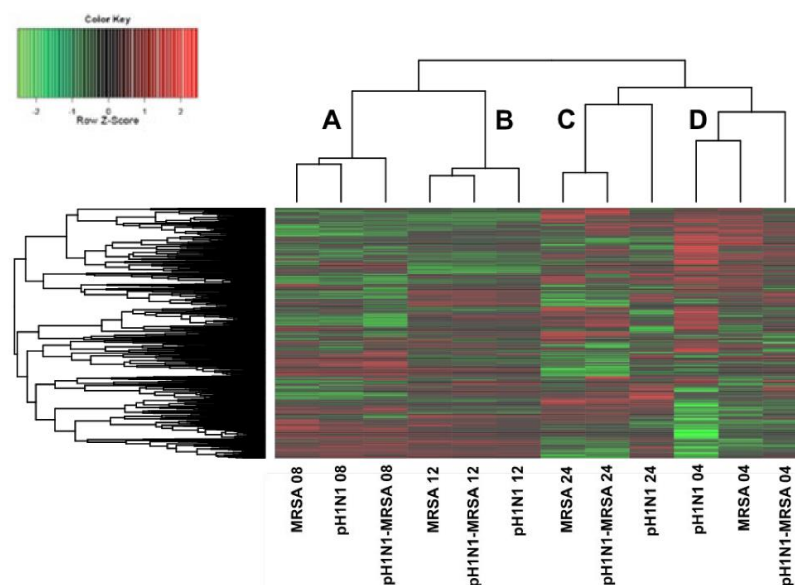 Color Key
-2 -1 0 1 2
Row Z-Score
A B C D
MRSA 08
pH1N1 08
pH1N1-MRSA 08
MRSA 12
pH1N1-MRSA 12
pH1N1 12
MRSA 24
pH1N1-MRSA 24
pH1N1 24
pH1N1 04
MRSA 04
pH1N1-MRSA 04